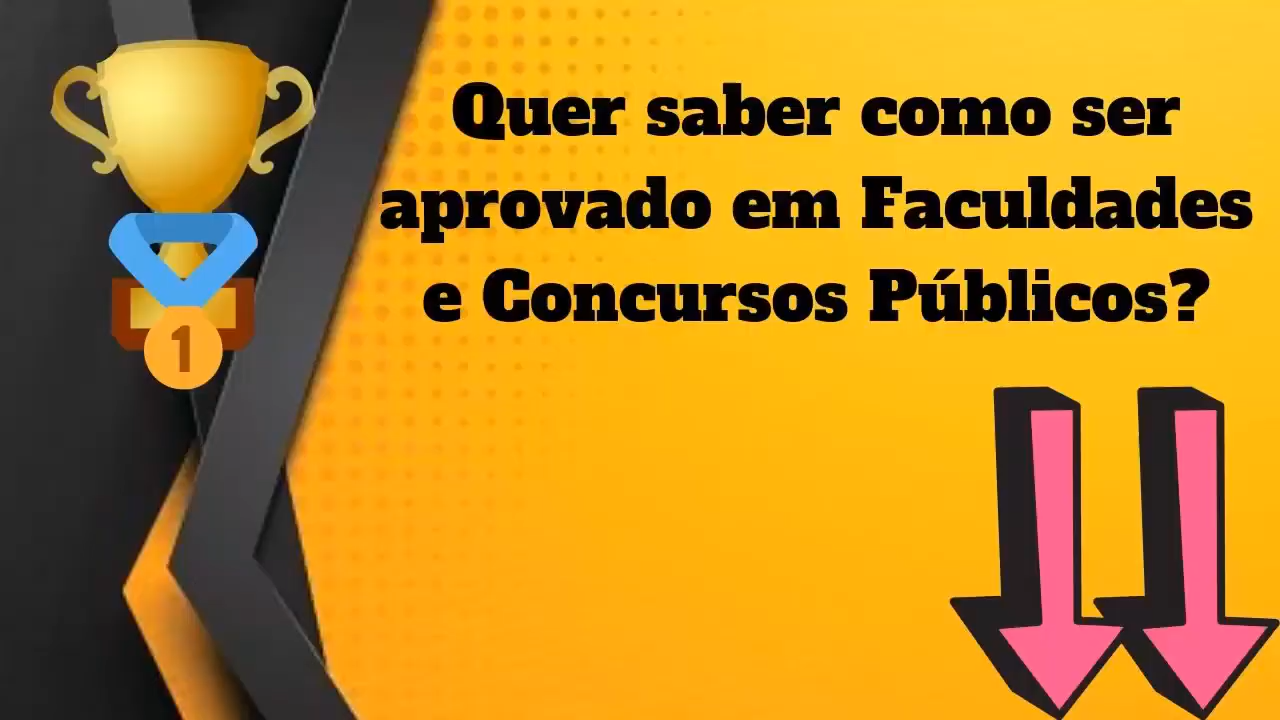 Quer saber como ser
aprovado em Faculdades
e Concursos Públicos?
1